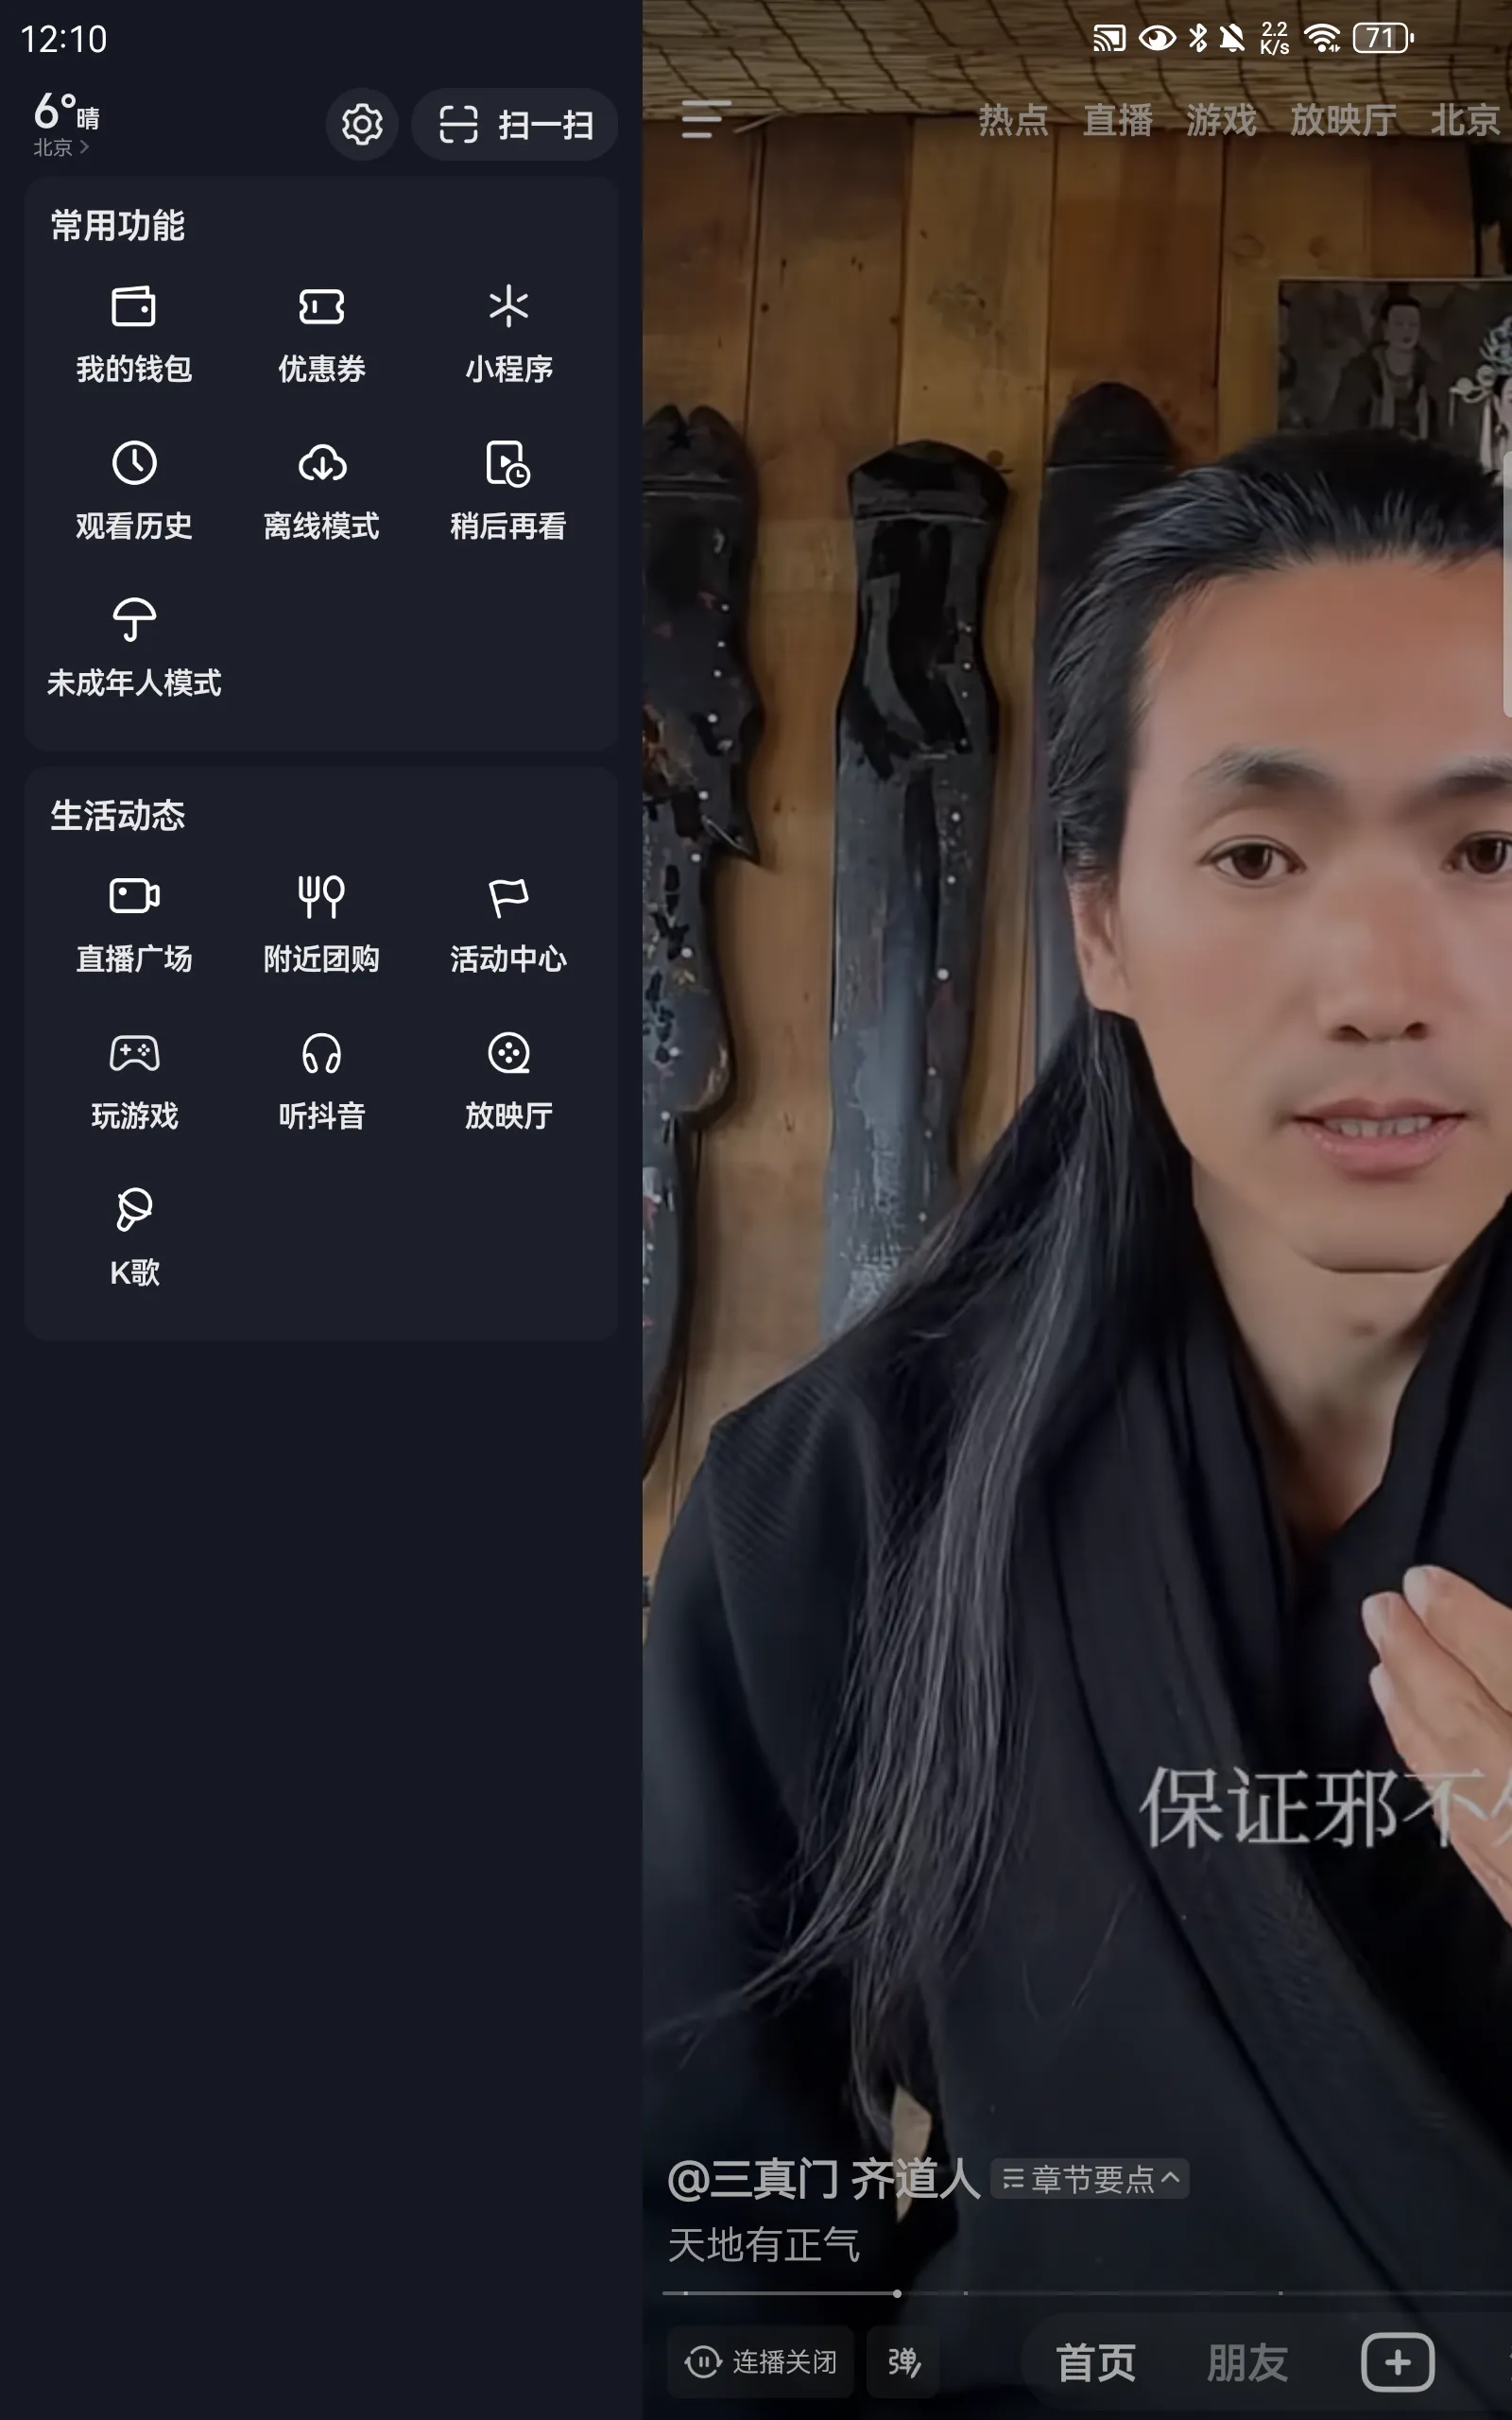 12:10
2.2
K/s
71
6°晴
北京
扫一扫
热点 直播 游戏 放映厅 北京
常用功能
我的钱包 优惠券 小程序
观看历史 离线模式 稍后再看
未成年人模式
生活动态
直播广场 附近团购 活动中心
玩游戏 听抖音 放映厅
K歌
保证邪不
@三真门 齐道人 章节要点
天地有正气
连播关闭 弹 首页 朋友